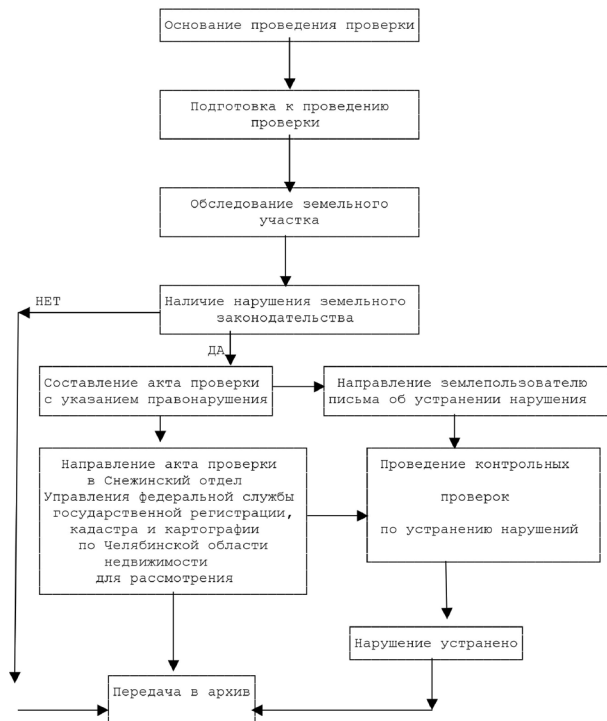 Основание проведения проверки
Подготовка к проведению
проверки
Обследование земельного
участка
НЕТ
Наличие нарушения земельного
законодательства
ДА
Составление акта проверки
с указанием правонарушения
Направление землепользователю
письма об устранении нарушения
Направление акта проверки
в Снежинский отдел
Управления федеральной службы
государственной регистрации,
кадастра и картографии
по Челябинской области
недвижимости
для рассмотрения
Проведение контрольных
проверок
по устранению нарушений
Нарушение устранено
Передача в архив